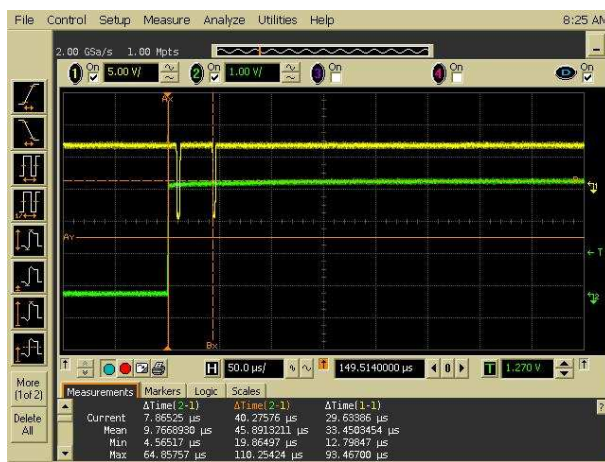 File Control Setup Measure Analyze Utilities Help 8:25 AM
2.00 GSa/s 1.00 Mpts
1 On 5.00 V/ 2 On 1.00 V/ 3 On 4 On D On
Ax
Ay
Bx
T
More
(1of 2)
Delete
All
H 50.0 µs/ 149.5140000 µs 0 T 1.270 V
Measurements Markers Logic Scales
ΔTime(2-1) ΔTime(2-1) ΔTime(1-1)
Current 7.86525 µs 40.27576 µs 29.63386 µs
Mean 9.7668930 µs 45.8913211 µs 33.4503454 µs
Min 4.56517 µs 19.86497 µs 12.79847 µs
Max 64.85757 µs 110.25424 µs 93.46700 µs
?